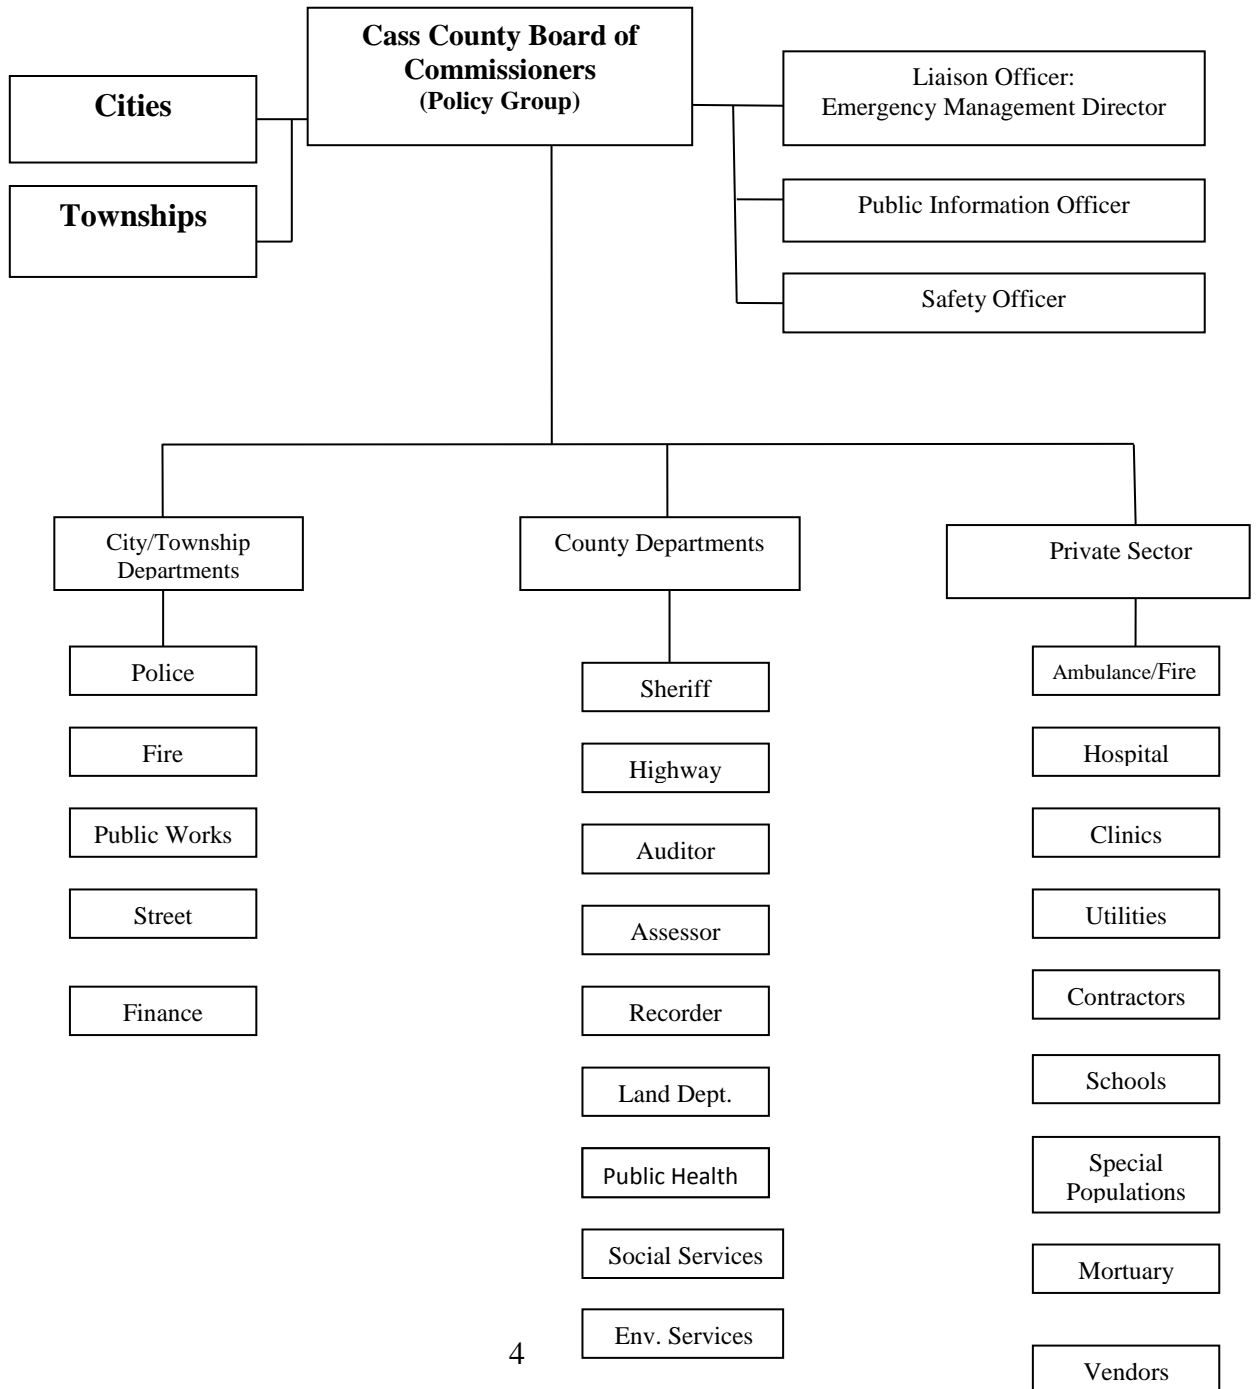 Cass County Board of
Commissioners
(Policy Group)
Cities
Townships
Liaison Officer:
Emergency Management Director
Public Information Officer
Safety Officer
City/Township
Departments
Police
Fire
Public Works
Street
Finance
County Departments
Sheriff
Highway
Auditor
Assessor
Recorder
Land Dept.
Public Health
Social Services
Env. Services
Private Sector
Ambulance/Fire
Hospital
Clinics
Utilities
Contractors
Schools
Special
Populations
Mortuary
Vendors
4